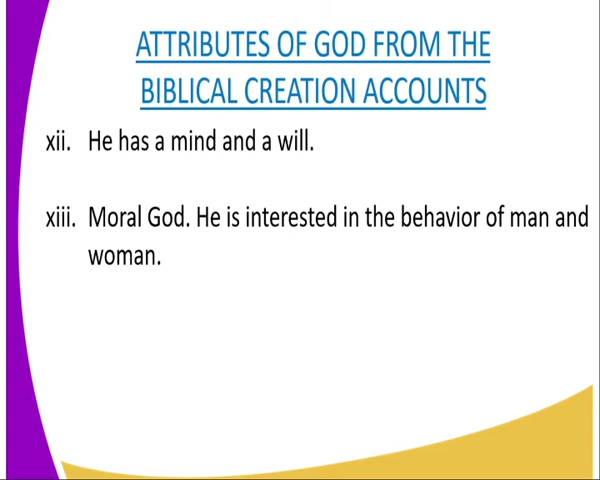 ATTRIBUTES OF GOD FROM THE
BIBLICAL CREATION ACCOUNTS
xii. He has a mind and a will.
xiii. Moral God. He is interested in the behavior of man and
woman.